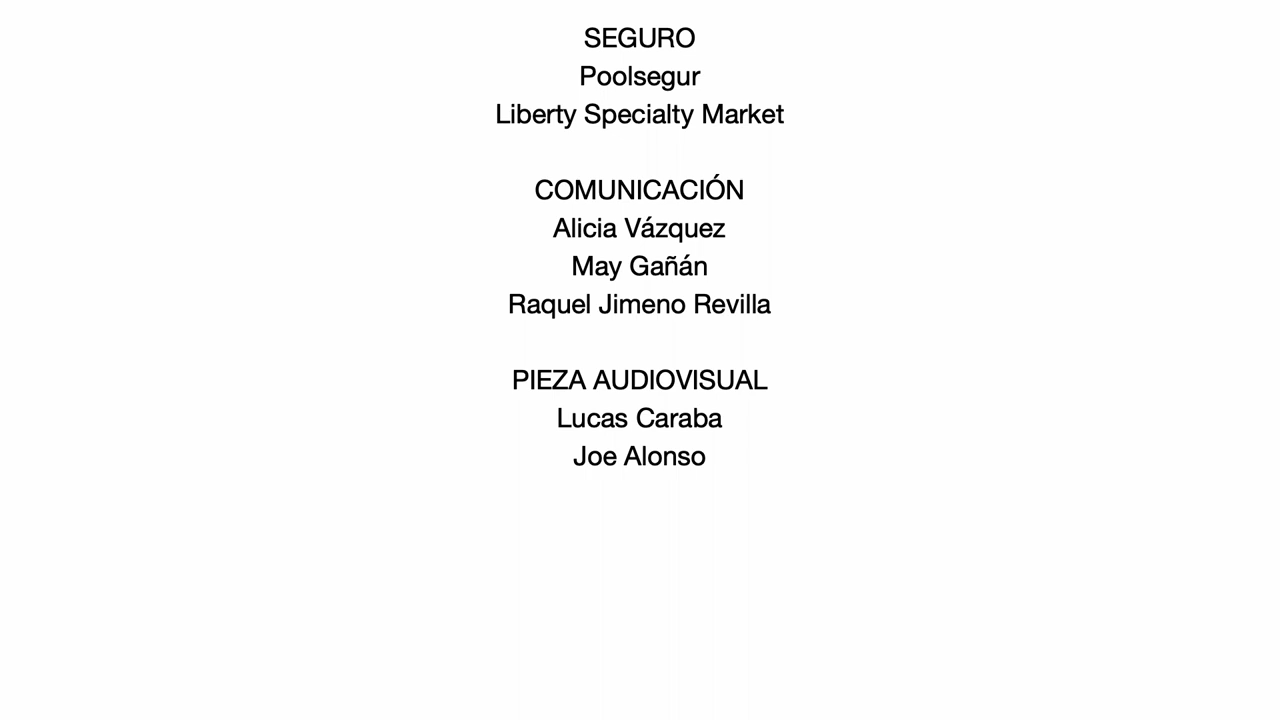 SEGURO
Poolsegur
Liberty Specialty Market
COMUNICACIÓN
Alicia Vázquez
May Gañán
Raquel Jimeno Revilla
PIEZA AUDIOVISUAL
Lucas Caraba
Joe Alonso